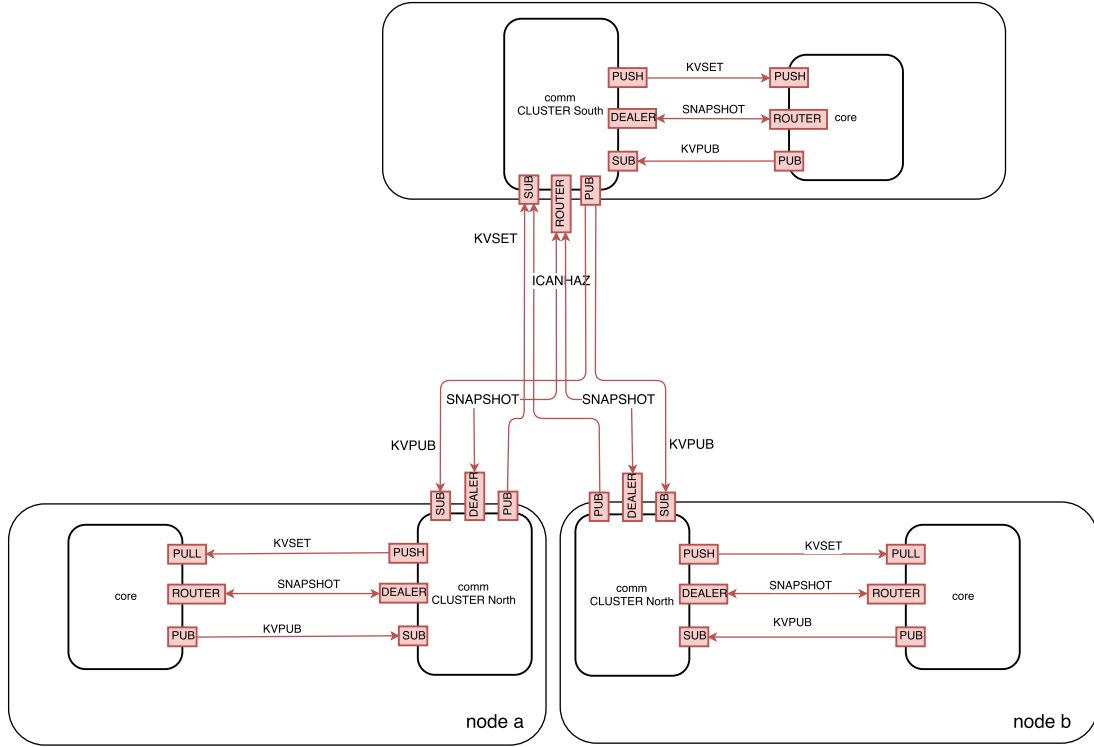 PUSH
KVSET
PUSH
comm
CLUSTER South
DEALER
SNAPSHOT
ROUTER
core
SUB
KVPUB
PUB
SUB
ROUTER
PUB
KVSET
ICANHAZ
SNAPSHOT
SNAPSHOT
KVPUB
KVPUB
SUB
DEALER
PUB
PUB
DEALER
SUB
PULL
KVSET
PUSH
core
ROUTER
SNAPSHOT
DEALER
comm
CLUSTER North
PUB
KVPUB
SUB
node a
PUSH
KVSET
PULL
comm
CLUSTER North
DEALER
SNAPSHOT
ROUTER
core
SUB
KVPUB
PUB
node b